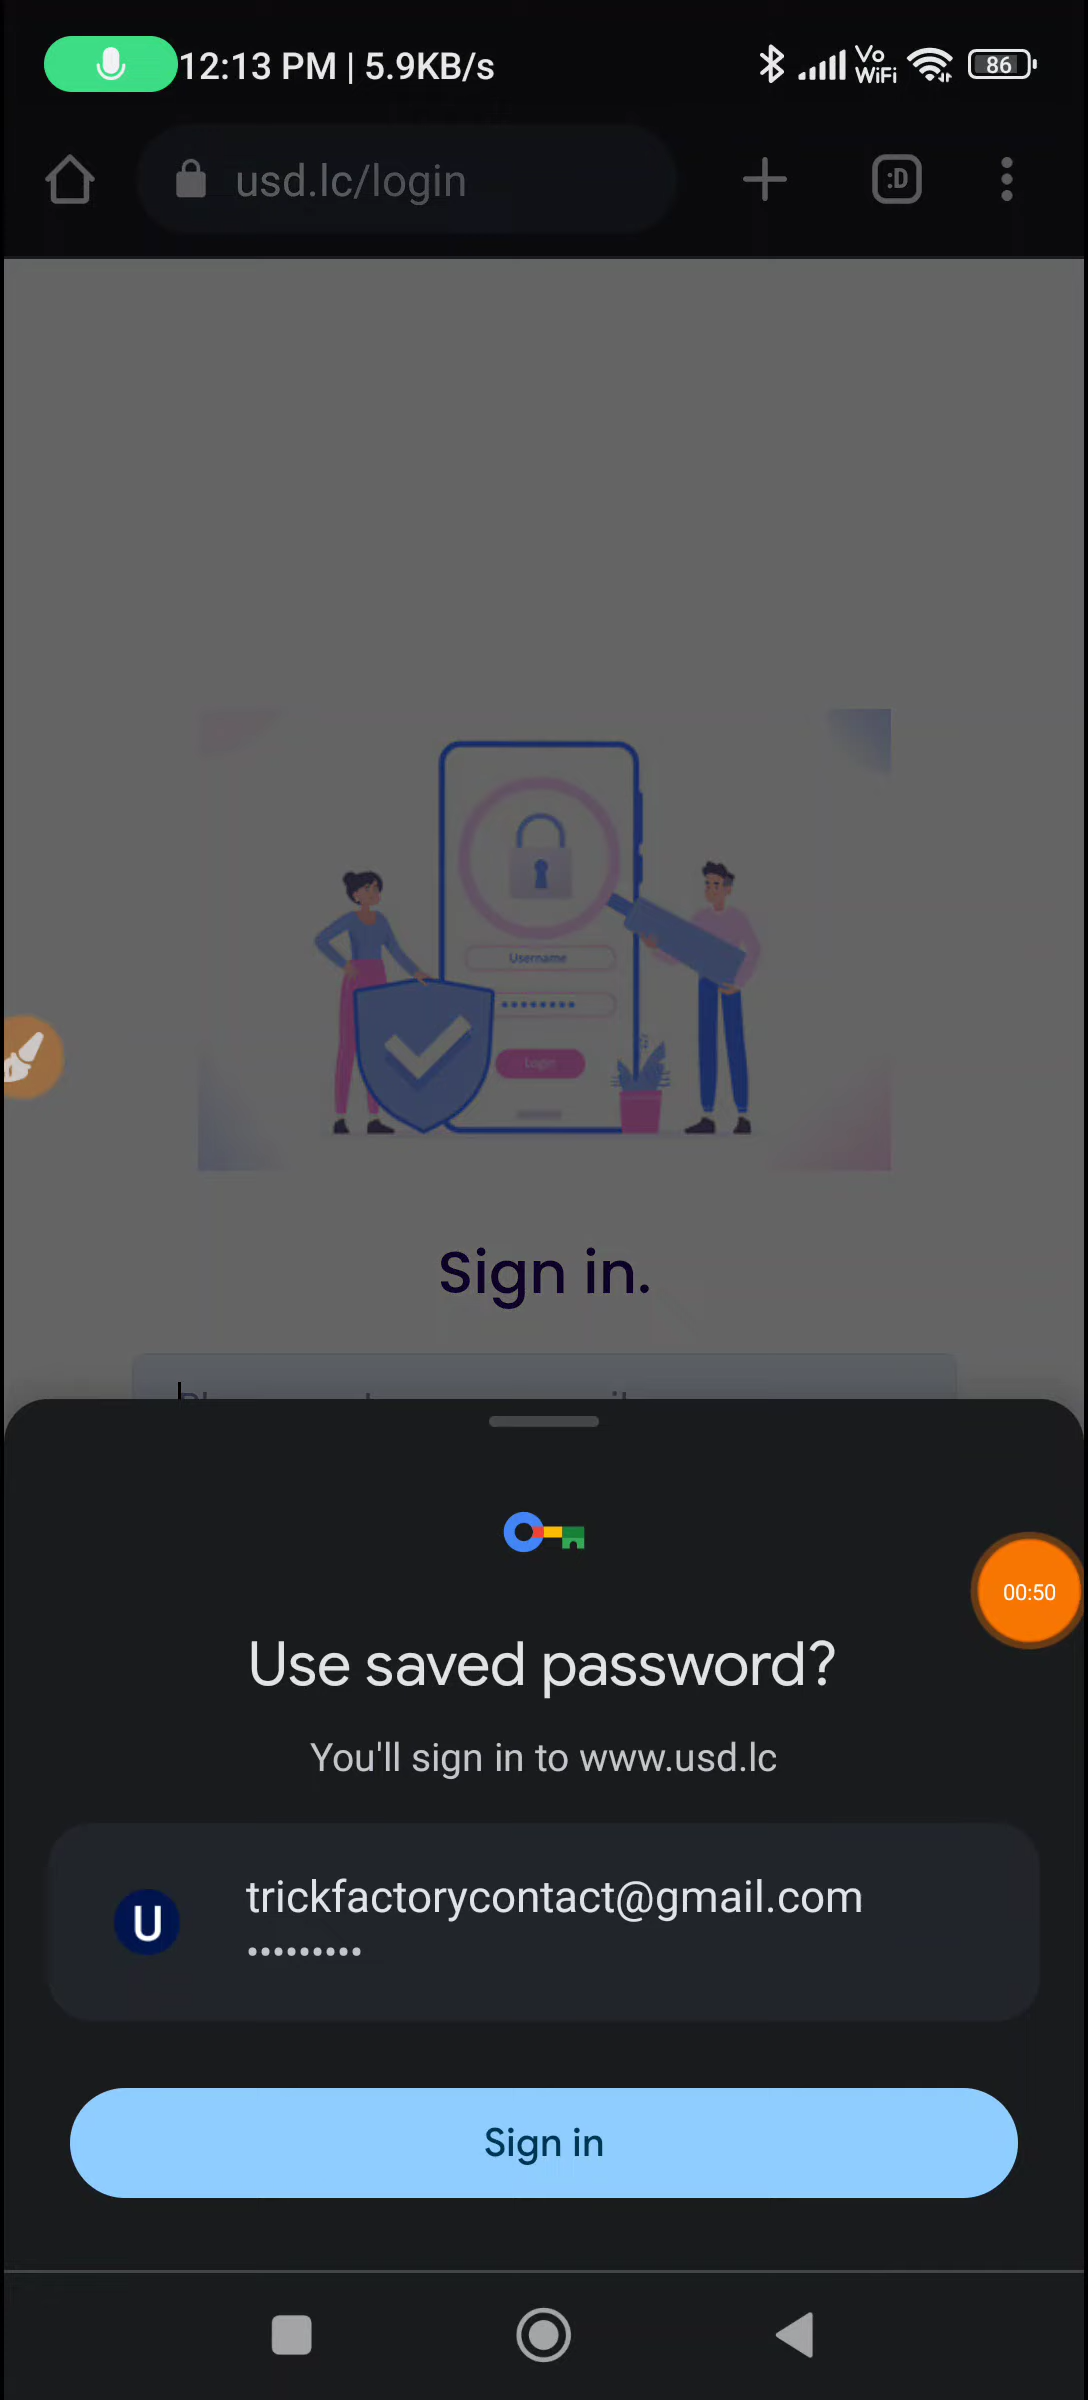 12:13 PM | 5.9KB/s
Vo
WiFi
86
usd.lc/login
:D
Username
Login
Sign in.
00:50
Use saved password?
You'll sign in to www.usd.lc
U
trickfactorycontact@gmail.com
•••••••••
Sign in